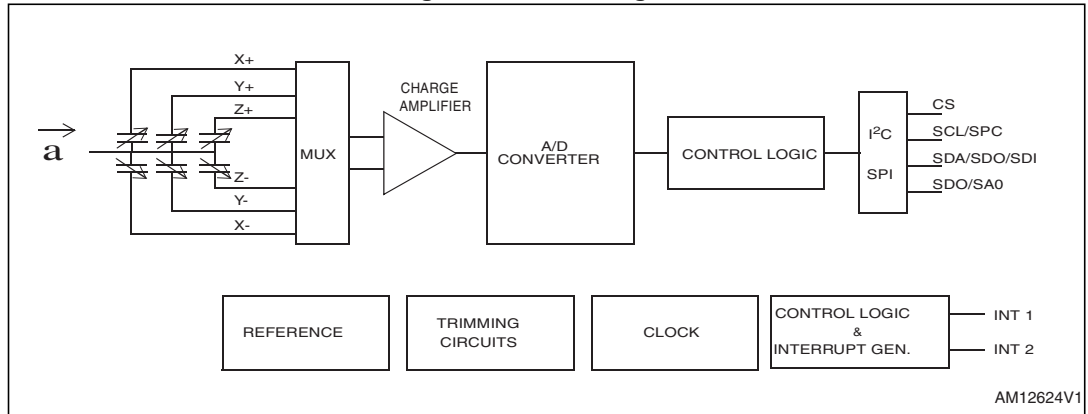 X+
Y+
Z+
a
Z-
Y-
X-
MUX
CHARGE
AMPLIFIER
A/D
CONVERTER
CONTROL LOGIC
I²C
SPI
CS
SCL/SPC
SDA/SDO/SDI
SDO/SA0
REFERENCE
TRIMMING
CIRCUITS
CLOCK
CONTROL LOGIC
&
INTERRUPT GEN.
INT 1
INT 2
AM12624V1